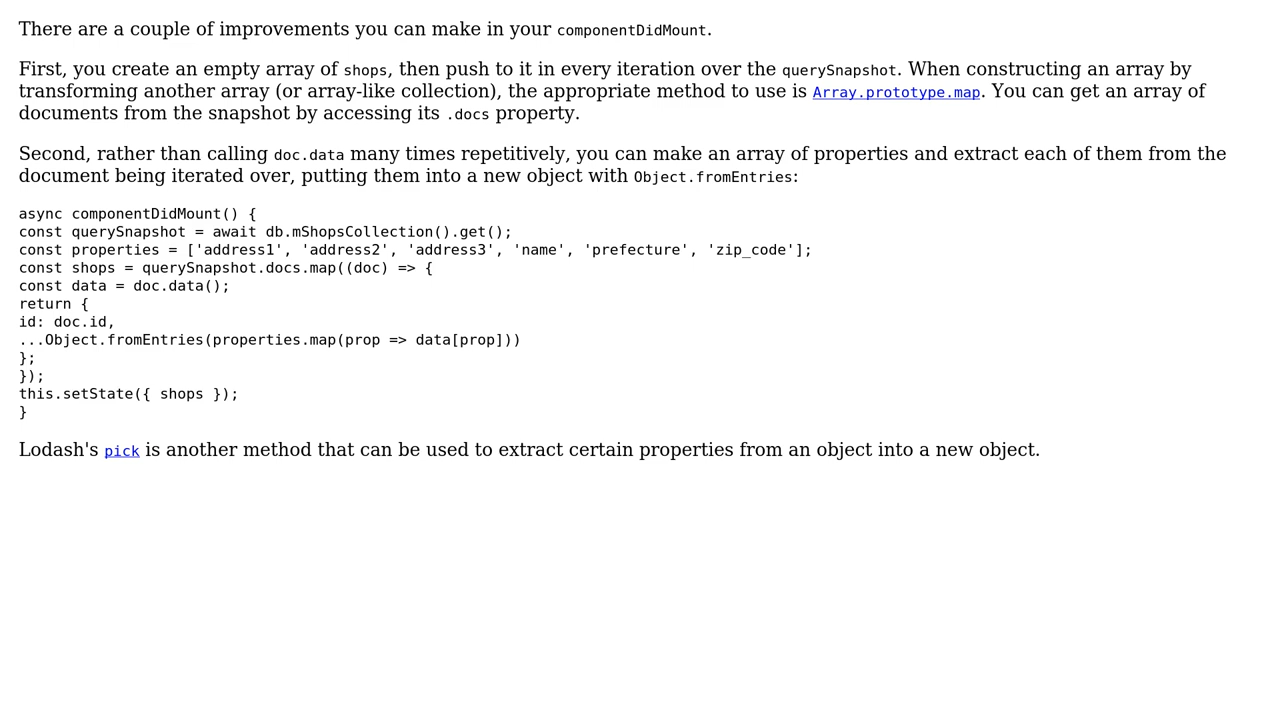 There are a couple of improvements you can make in your componentDidMount.
First, you create an empty array of shops, then push to it in every iteration over the querySnapshot. When constructing an array by
transforming another array (or array-like collection), the appropriate method to use is Array.prototype.map. You can get an array of
documents from the snapshot by accessing its .docs property.
Second, rather than calling doc.data many times repetitively, you can make an array of properties and extract each of them from the
document being iterated over, putting them into a new object with Object.fromEntries:
async componentDidMount() {
const querySnapshot = await db.mShopsCollection().get();
const properties = ['address1', 'address2', 'address3', 'name', 'prefecture', 'zip_code'];
const shops = querySnapshot.docs.map((doc) => {
const data = doc.data();
return {
id: doc.id,
...Object.fromEntries(properties.map(prop => data[prop]))
};
});
this.setState({ shops });
}
Lodash's pick is another method that can be used to extract certain properties from an object into a new object.